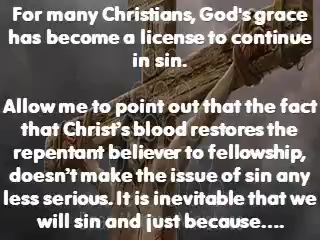 For many Christians, God's grace
has become a license to continue
in sin.
Allow me to point out that the fact
that Christ's blood restores the
repentant believer to fellowship,
doesn't make the issue of sin any
less serious. It is inevitable that we
will sin and just because....